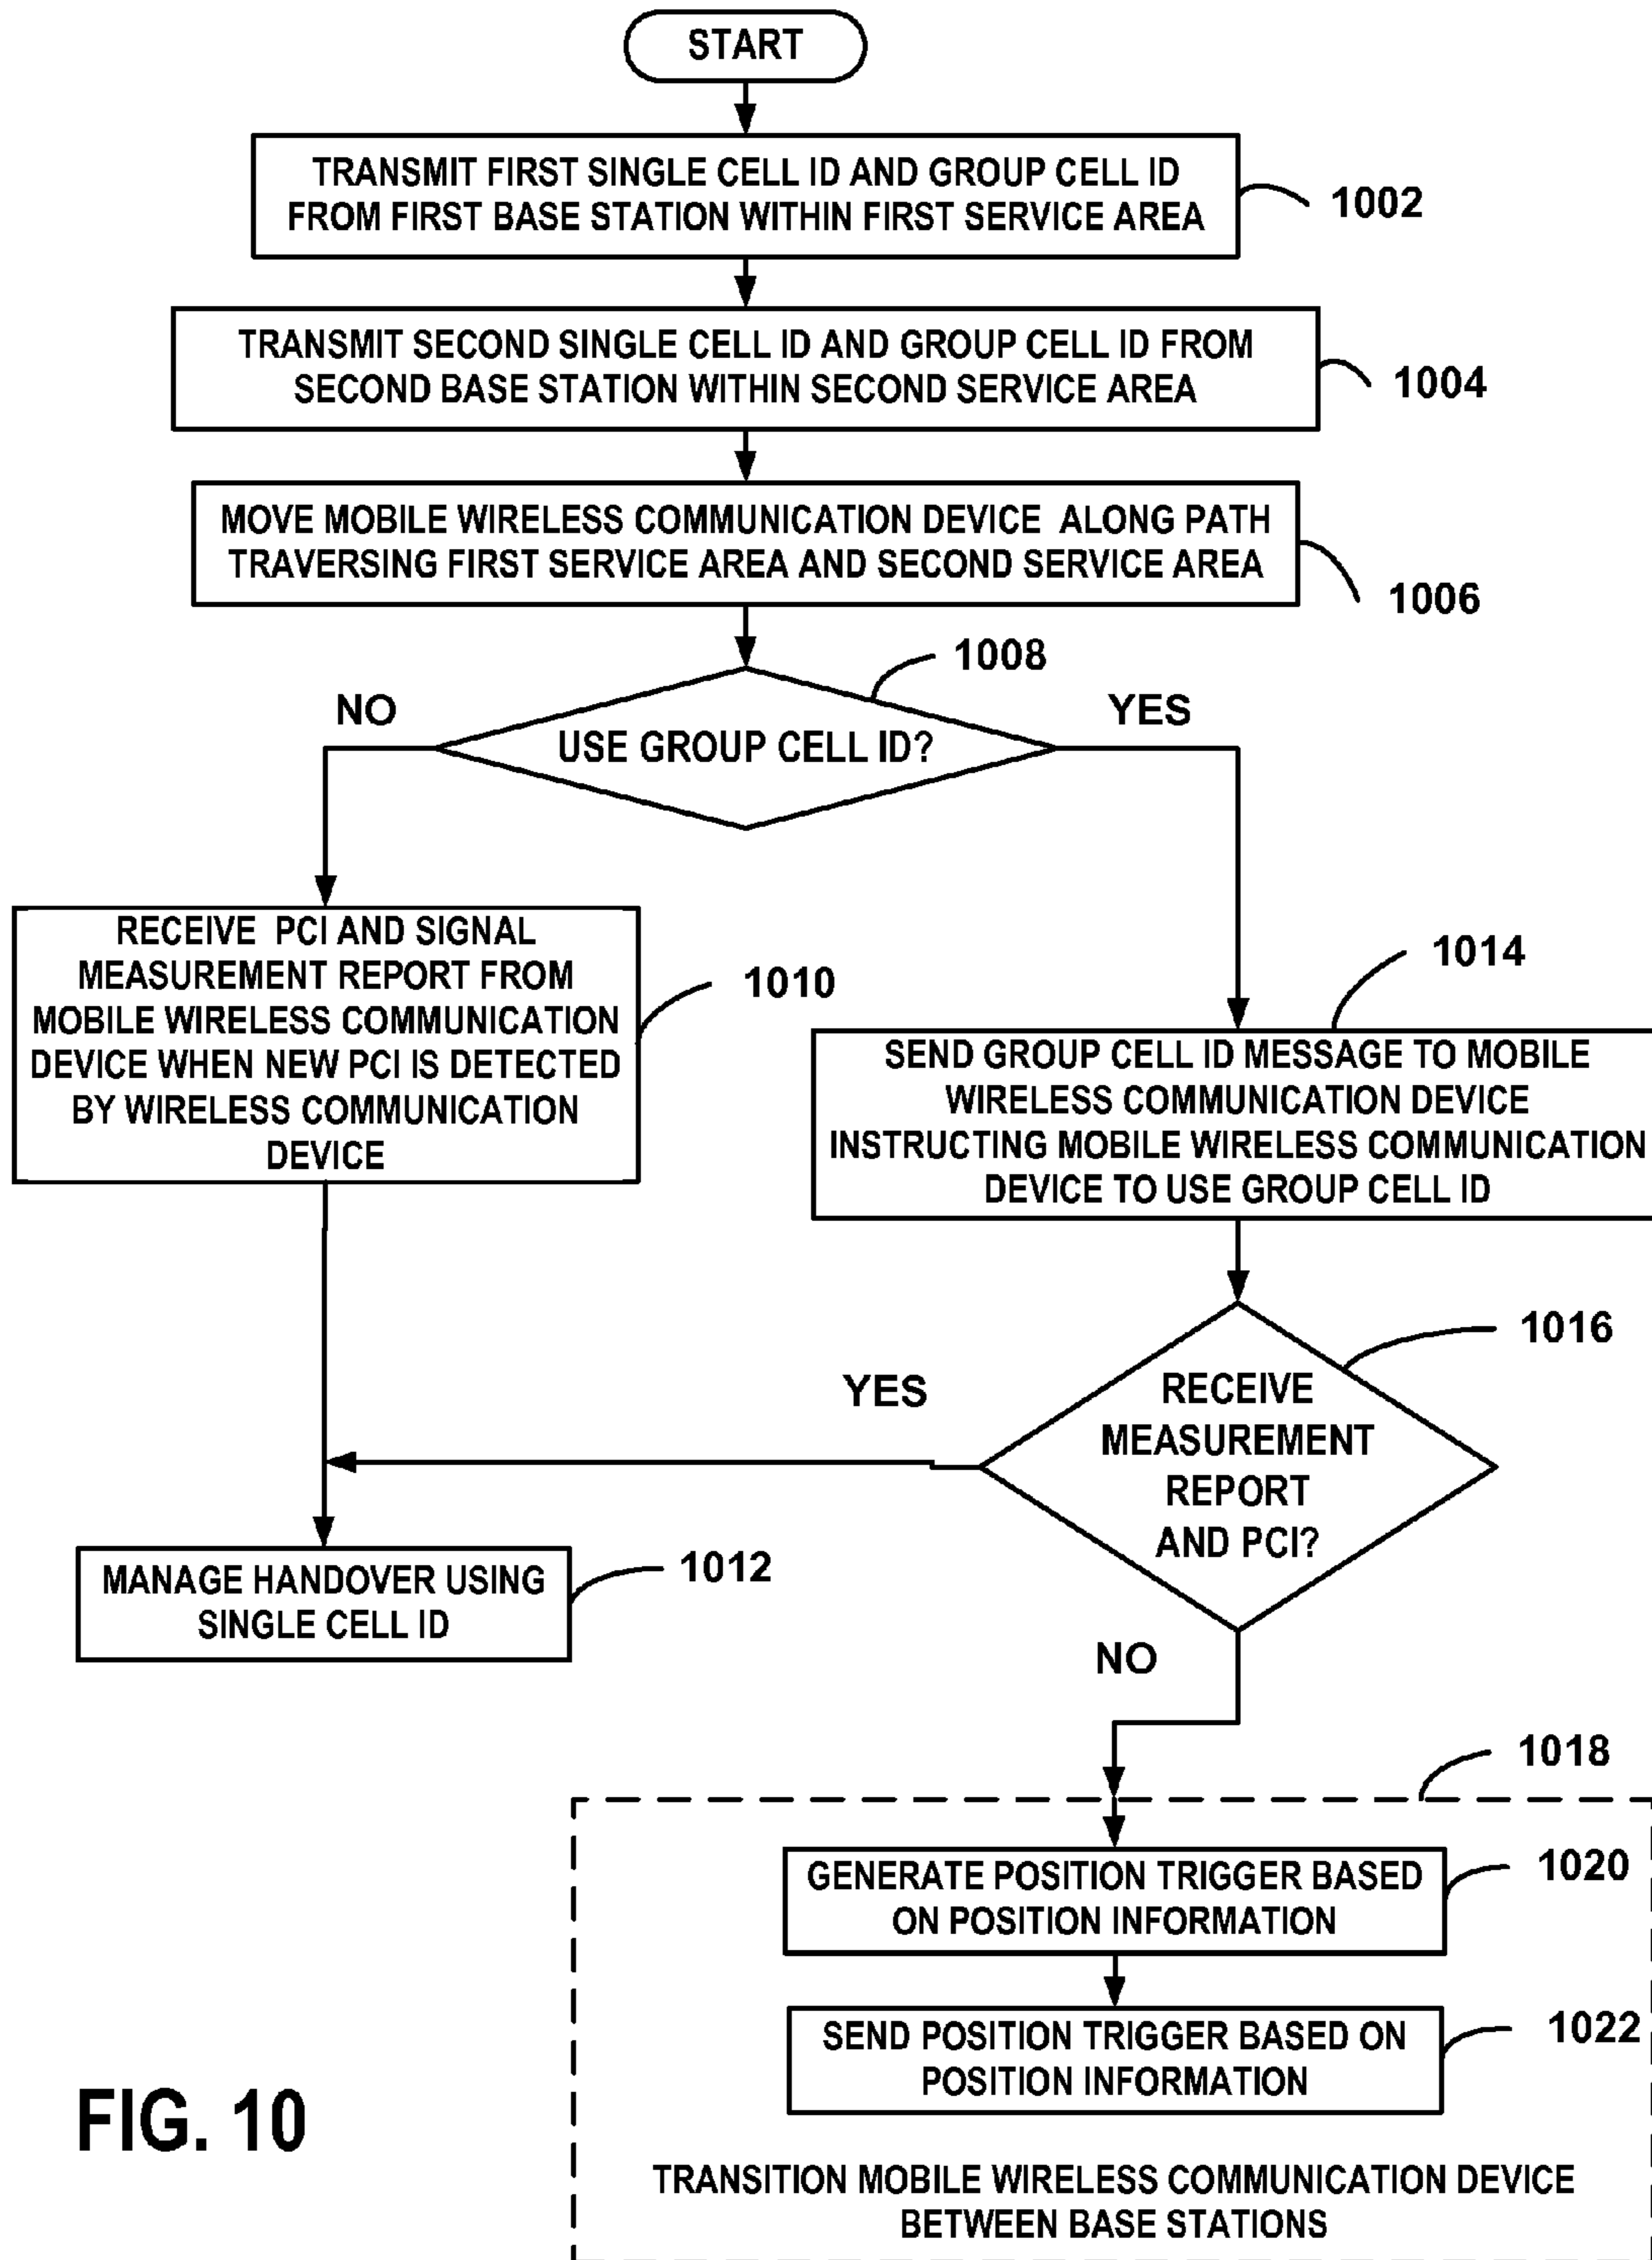 START
TRANSMIT FIRST SINGLE CELL ID AND GROUP CELL ID
FROM FIRST BASE STATION WITHIN FIRST SERVICE AREA
1002
TRANSMIT SECOND SINGLE CELL ID AND GROUP CELL ID FROM
SECOND BASE STATION WITHIN SECOND SERVICE AREA
1004
MOVE MOBILE WIRELESS COMMUNICATION DEVICE ALONG PATH
TRAVERSING FIRST SERVICE AREA AND SECOND SERVICE AREA
1006
1008
NO
YES
USE GROUP CELL ID?
RECEIVE PCI AND SIGNAL
MEASUREMENT REPORT FROM
MOBILE WIRELESS COMMUNICATION
DEVICE WHEN NEW PCI IS DETECTED
BY WIRELESS COMMUNICATION
DEVICE
1010
1014
SEND GROUP CELL ID MESSAGE TO MOBILE
WIRELESS COMMUNICATION DEVICE
INSTRUCTING MOBILE WIRELESS COMMUNICATION
DEVICE TO USE GROUP CELL ID
1016
YES
RECEIVE
MEASUREMENT
REPORT
AND PCI?
MANAGE HANDOVER USING
SINGLE CELL ID
1012
NO
1018
GENERATE POSITION TRIGGER BASED
ON POSITION INFORMATION
1020
SEND POSITION TRIGGER BASED ON
POSITION INFORMATION
1022
TRANSITION MOBILE WIRELESS COMMUNICATION DEVICE
BETWEEN BASE STATIONS
FIG. 10